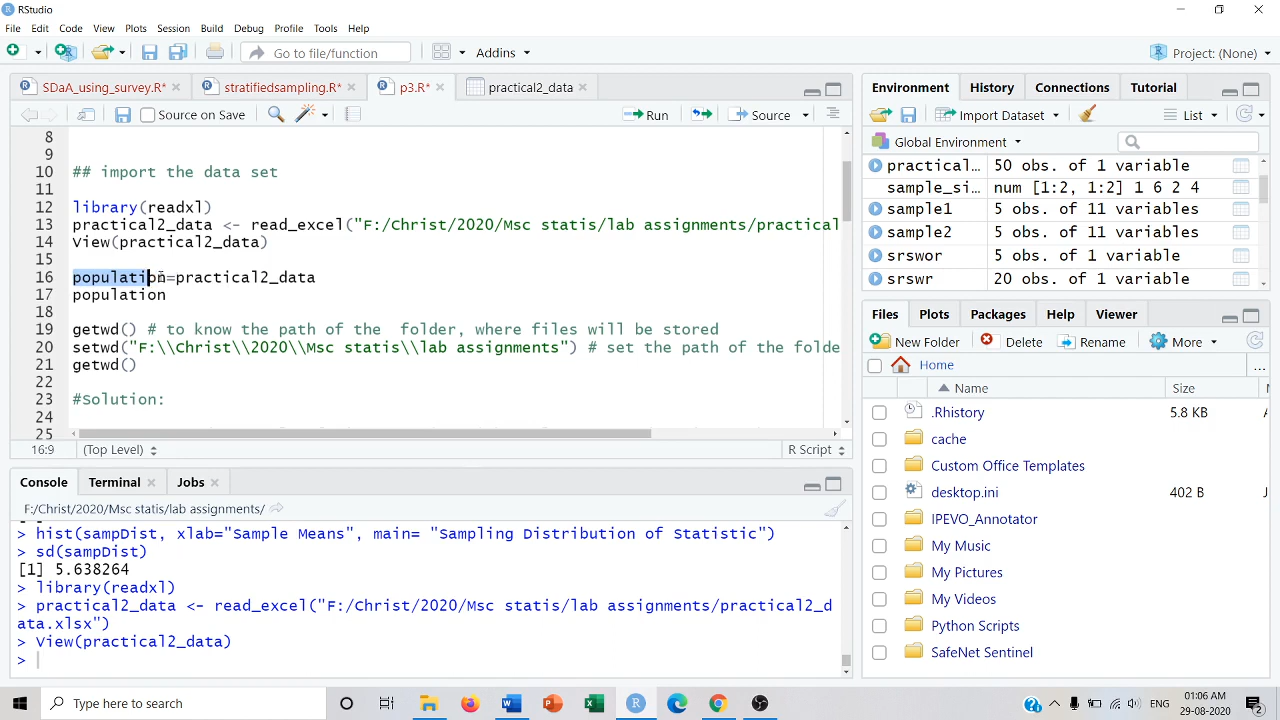 RStudio
File Edit Code View Plots Session Build Debug Profile Tools Help
Go to file/function Addins Project: (None)
SDaA_using_survey.R* stratifiedsampling.R* p3.R* practical2_data
Source on Save Run Source
8
9
10 ## import the data set
11
12 library(readxl)
13 practical2_data <- read_excel("F:/Christ/2020/Msc statis/lab assignments/practical
14 View(practical2_data)
15
16 population=practical2_data
17 population
18
19 getwd() # to know the path of the folder, where files will be stored
20 setwd("F:\\Christ\\2020\\Msc statis\\lab assignments") # set the path of the folde
21 getwd()
22
23 #Solution:
24
25
16:9 (Top Level) R Script
Console Terminal Jobs
F:/Christ/2020/Msc statis/lab assignments/
> hist(sampDist, xlab="Sample Means", main= "Sampling Distribution of Statistic")
> sd(sampDist)
[1] 5.638264
> library(readxl)
> practical2_data <- read_excel("F:/Christ/2020/Msc statis/lab assignments/practical2_d
ata.xlsx")
> View(practical2_data)
>
Environment History Connections Tutorial
Import Dataset List
Global Environment
practical... 50 obs. of 1 variable
sample_si... num [1:2, 1:2] 1 6 2 4
sample1 5 obs. of 11 variables
sample2 5 obs. of 11 variables
srswor 5 obs. of 1 variable
srswr 20 obs. of 1 variable
Files Plots Packages Help Viewer
New Folder Delete Rename More
Home ...
Name Size
.Rhistory 5.8 KB
cache
Custom Office Templates
desktop.ini 402 B
IPEVO_Annotator
My Music
My Pictures
My Videos
Python Scripts
SafeNet Sentinel
Type here to search
01:06 AM
29-08-2020
2